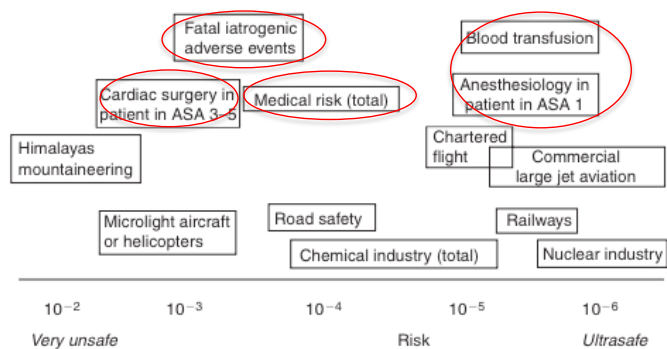 Fatal iatrogenic
adverse events
Blood transfusion
Cardiac surgery in
patient in ASA 3–5
Medical risk (total)
Anesthesiology in
patient in ASA 1
Himalayas
mountaineering
Chartered
flight
Commercial
large jet aviation
Microlight aircraft
or helicopters
Road safety
Railways
Chemical industry (total)
Nuclear industry
10⁻² 10⁻³ 10⁻⁴ 10⁻⁵ 10⁻⁶
Very unsafe Risk Ultrasafe